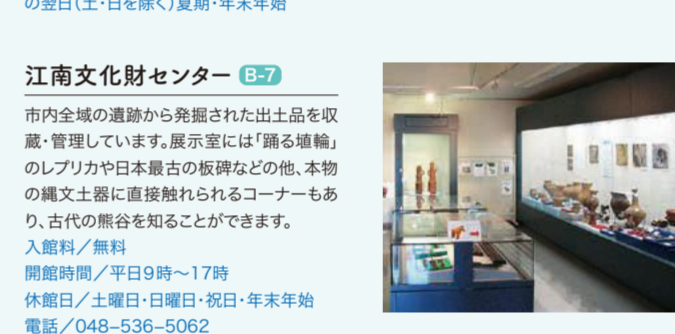 の翌日(土・日を除く)夏期・年末年始
江南文化財センター B-7
市内全域の遺跡から発掘された出土品を収
蔵・管理しています。展示室には「踊る埴輪」
のレプリカや日本最古の板碑などの他、本物
の縄文土器に直接触れられるコーナーもあ
り、古代の熊谷を知ることができます。
入館料／無料
開館時間／平日9時〜17時
休館日／土曜日・日曜日・祝日・年末年始
電話／048−536−5062